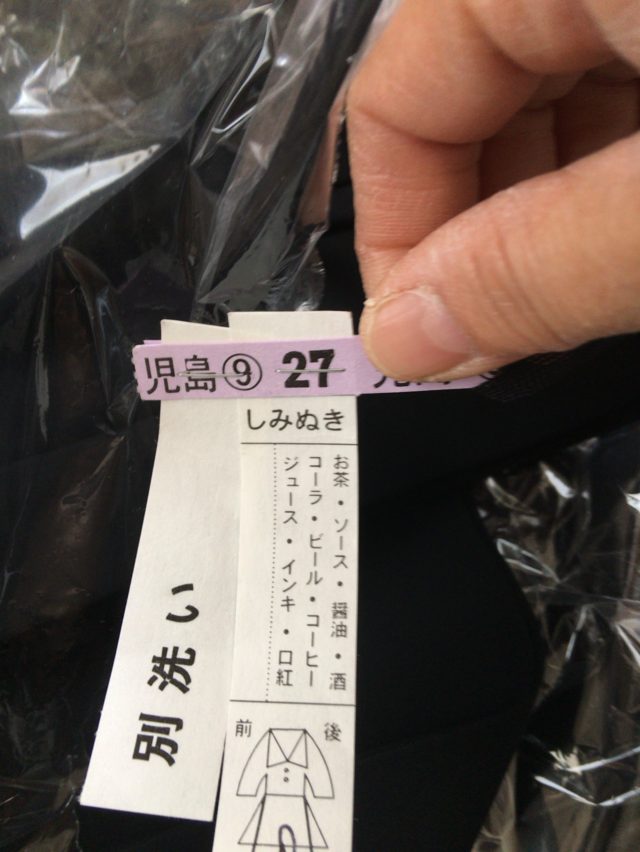 児島⑨ 27
しみぬき
お茶・ソース・醤油・酒
コーラ・ビール・コーヒー
ジュース・インキ・口紅
後
前
別洗い